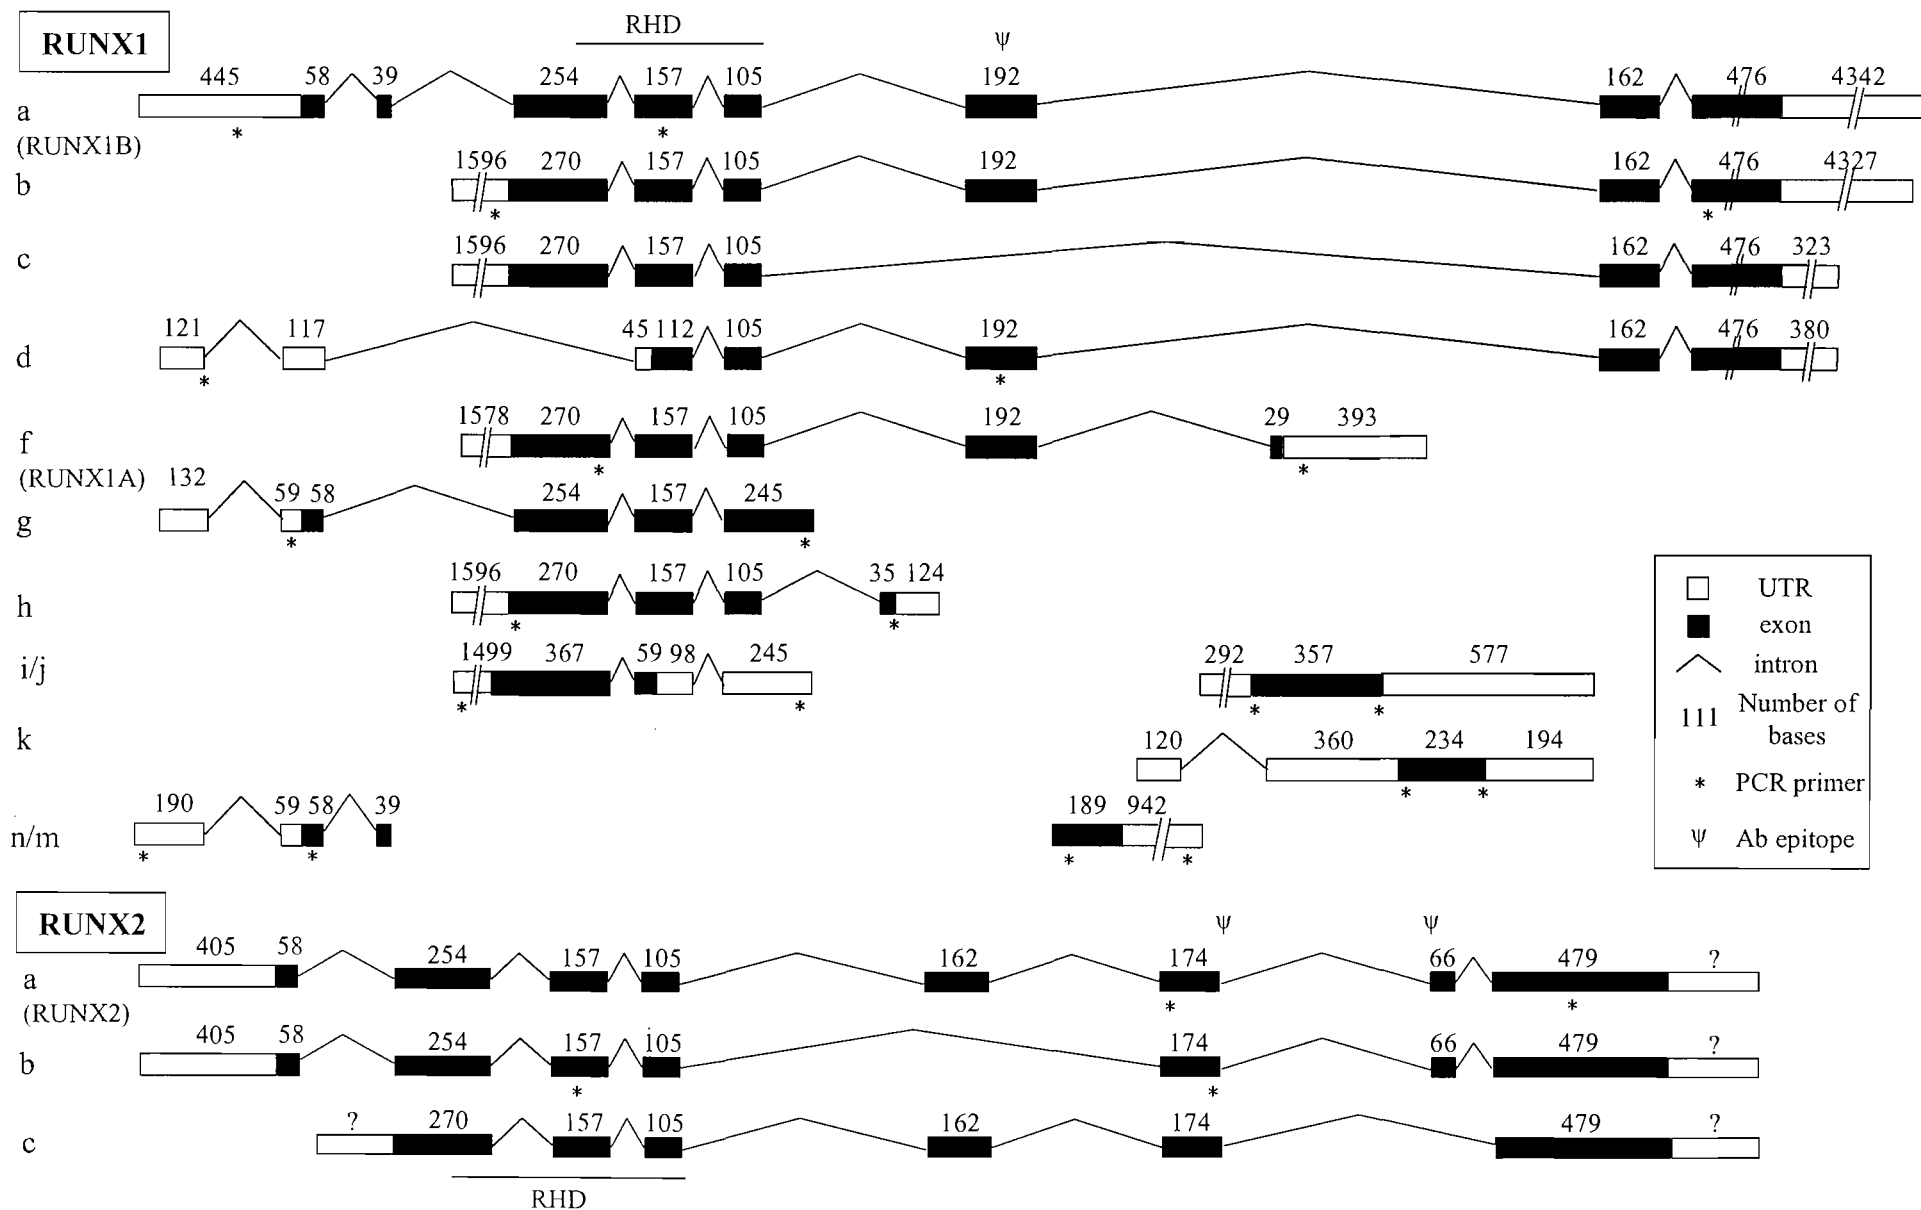 RUNX1
RHD
ψ
445 58 39 254 157 105 192 162 476 4342
a
* *
(RUNX1B)
1596 270 157 105 192 162 476 4327
b
* *
1596 270 157 105 162 476 323
c
121 117 45 112 105 192 162 476 380
d
* *
1578 270 157 105 192 29 393
f
* *
(RUNX1A)
132 59 58 254 157 245
g
* *
1596 270 157 105 35 124
h
* *
1499 367 59 98 245 292 357 577
i/j
* * * *
k
120 360 234 194
* *
190 59 58 39 189 942
n/m
* * * *
UTR
exon
intron
111 Number of
bases
* PCR primer
ψ Ab epitope
RUNX2
ψ ψ
405 58 254 157 105 162 174 66 479 ?
a
* *
(RUNX2)
405 58 254 157 105 174 66 479 ?
b
* *
? 270 157 105 162 174 479 ?
c
RHD